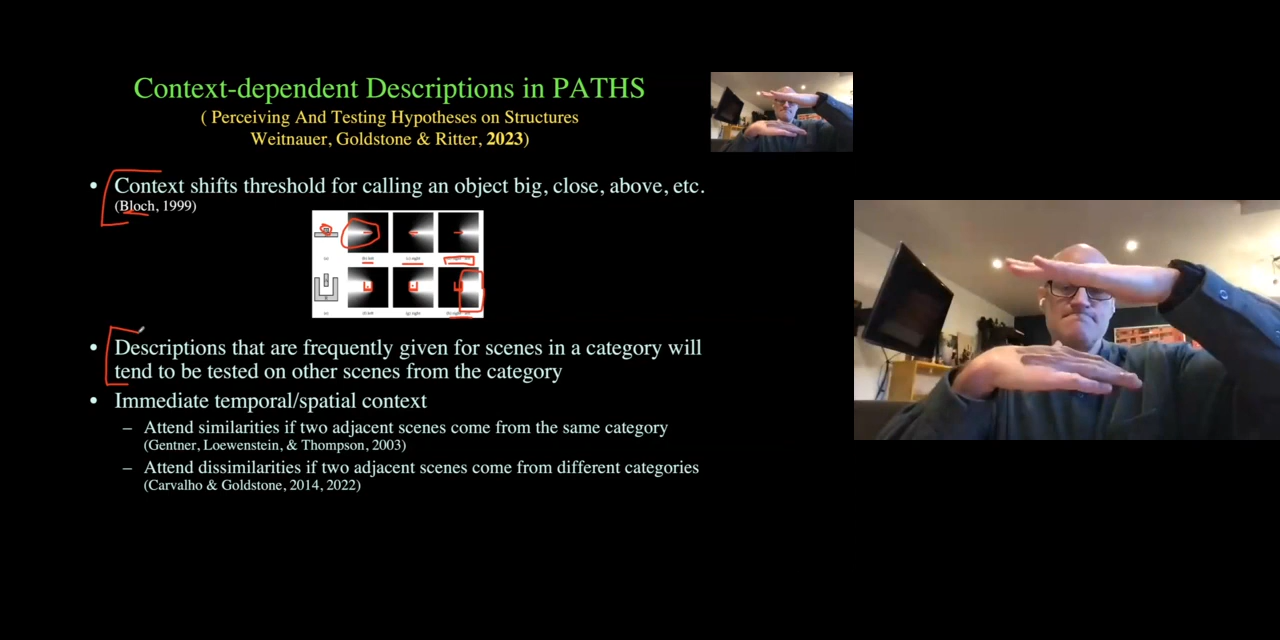 Context-dependent Descriptions in PATHS
( Perceiving And Testing Hypotheses on Structures
Weitnauer, Goldstone & Ritter, 2023)
• Context shifts threshold for calling an object big, close, above, etc.
(Bloch, 1999)
• Descriptions that are frequently given for scenes in a category will
tend to be tested on other scenes from the category
• Immediate temporal/spatial context
– Attend similarities if two adjacent scenes come from the same category
(Gentner, Loewenstein, & Thompson, 2003)
– Attend dissimilarities if two adjacent scenes come from different categories
(Carvalho & Goldstone, 2014, 2022)